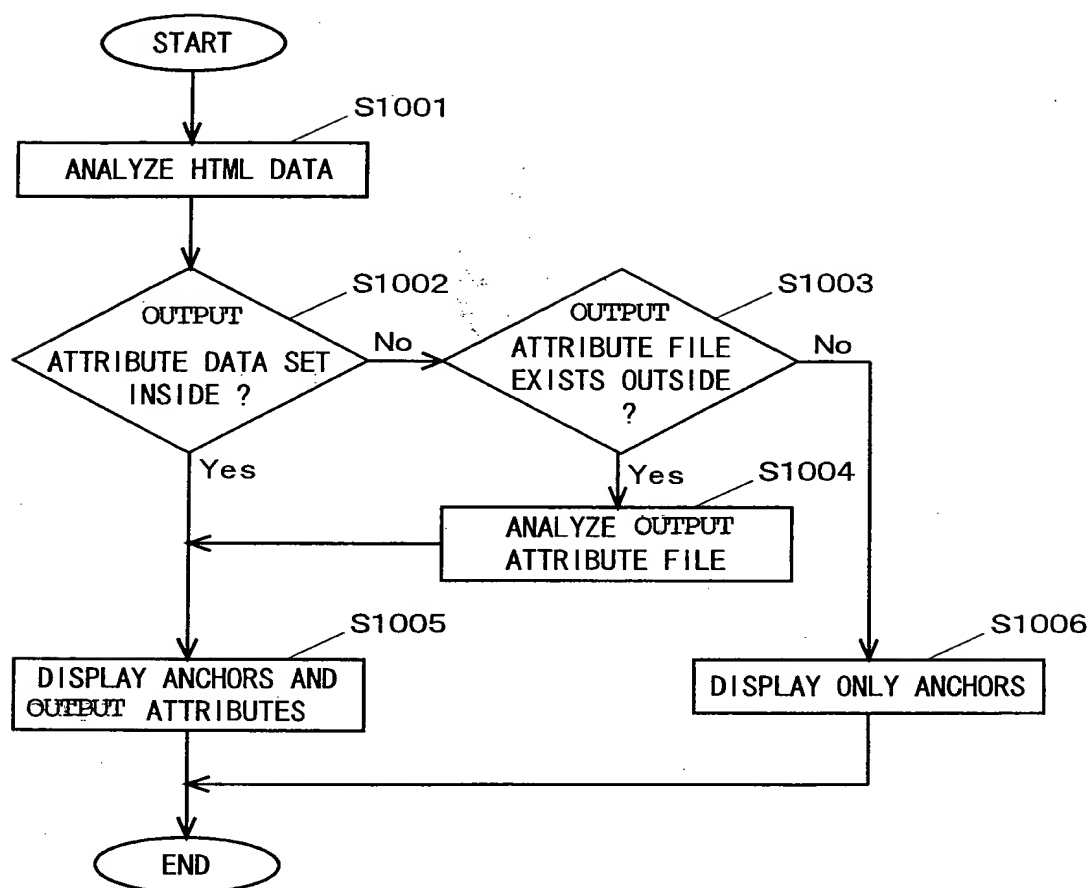 START
S1001
ANALYZE HTML DATA
S1002
OUTPUT
ATTRIBUTE DATA SET
INSIDE ?
No
S1003
OUTPUT
ATTRIBUTE FILE
EXISTS OUTSIDE
?
No
Yes
Yes
S1004
ANALYZE OUTPUT
ATTRIBUTE FILE
S1005
DISPLAY ANCHORS AND
OUTPUT ATTRIBUTES
S1006
DISPLAY ONLY ANCHORS
END